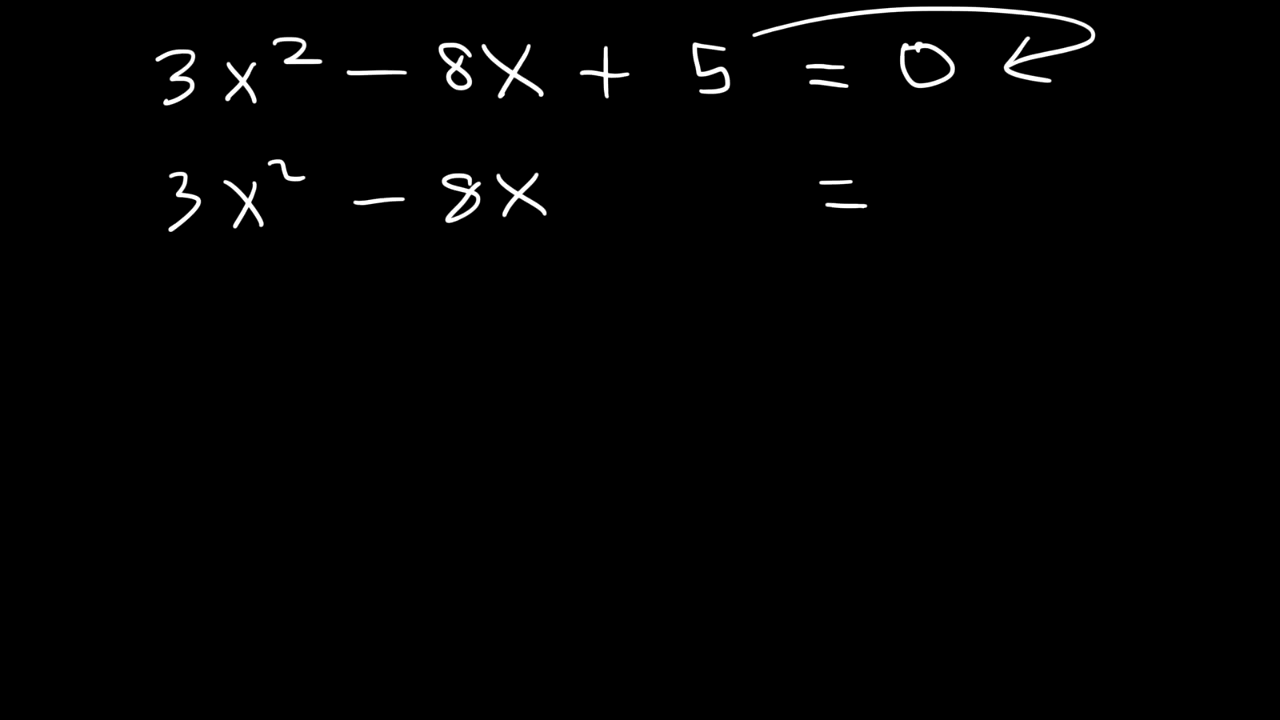 3x² - 8x + 5 = 0
3x² - 8x =